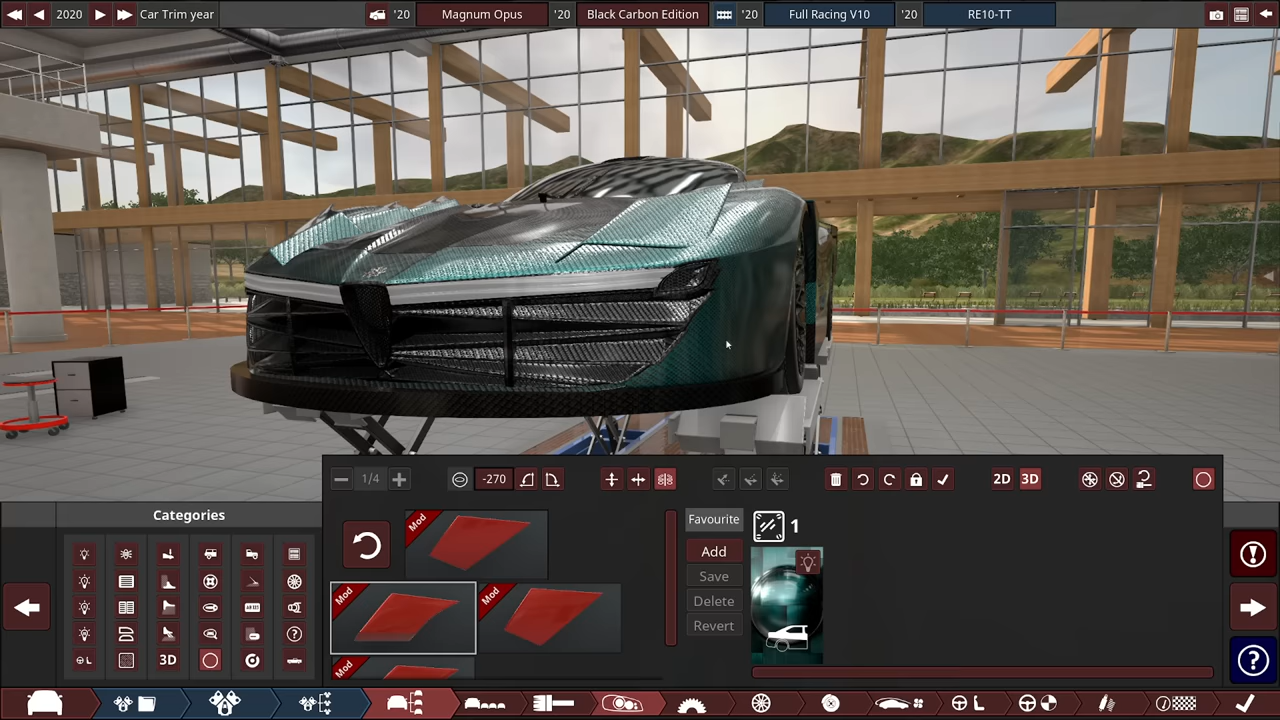 2020 Car Trim year '20 Magnum Opus '20 Black Carbon Edition '20 Full Racing V10 '20 RE10-TT
1/4 -270 2D 3D
Categories
Mod
Favourite 1
Add
Mod Mod
Save
Delete
Revert
L 3D
Mod